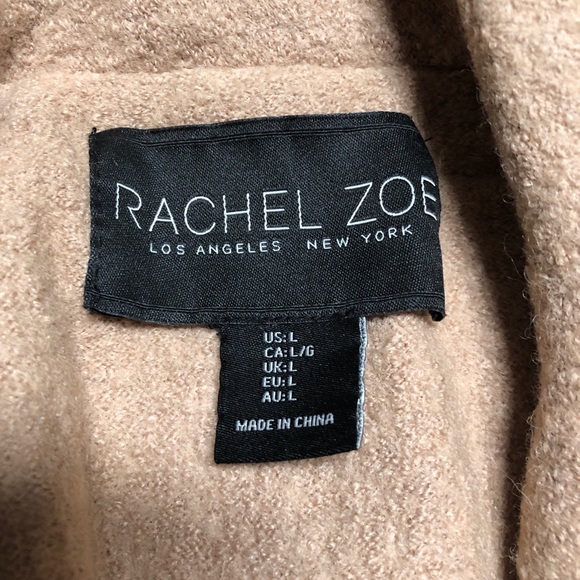 RACHEL ZOE
LOS ANGELES NEW YORK
US:L
CA:L/G
UK:L
EU:L
AU:L
MADE IN CHINA